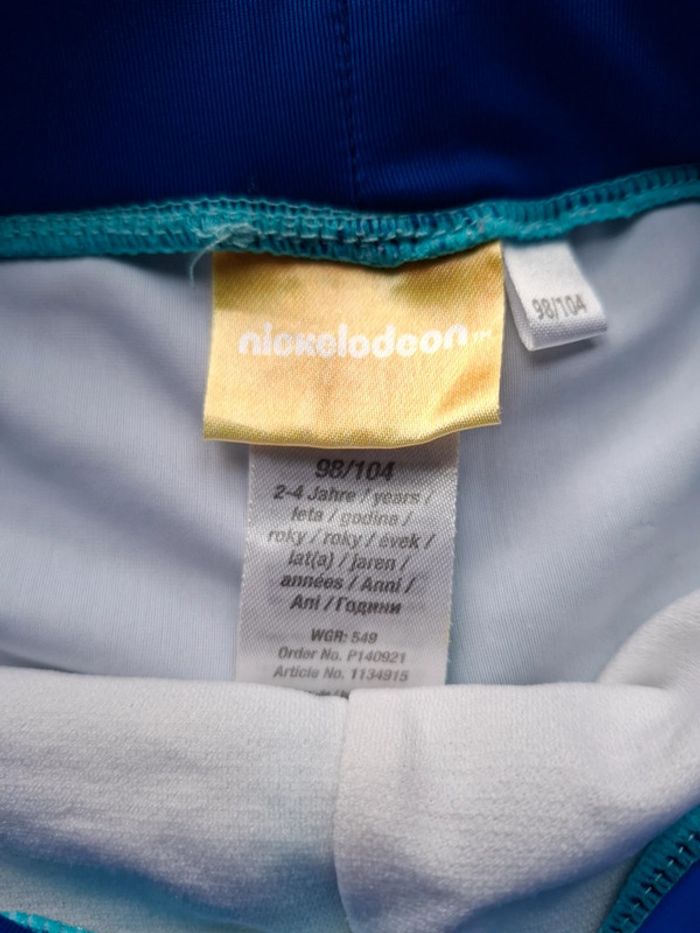 nickelodeon™
98/104
98/104
2-4 Jahre / years /
leta / godine /
roky / roky / évek /
lat(a) / jaren /
années / Anni /
Ani / Години
WGR: 549
Order No. P140921
Article No. 1134915